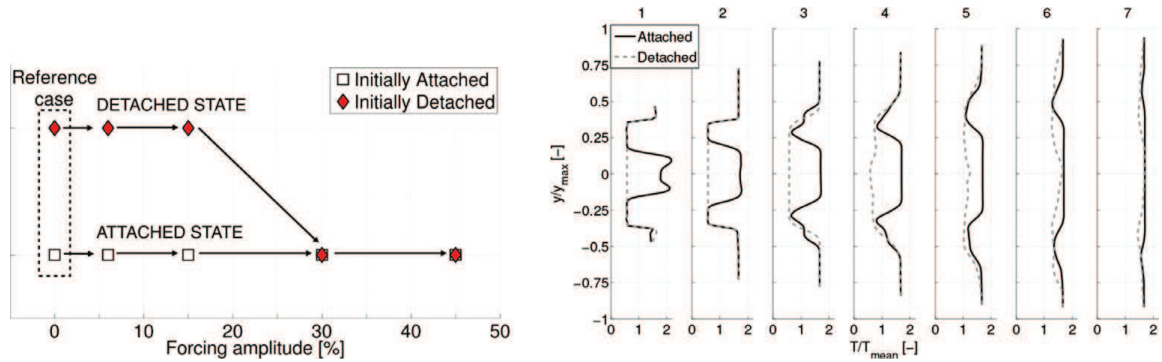 Reference
case
DETACHED STATE
ATTACHED STATE
Initially Attached
Initially Detached
0 10 20 30 40 50
Forcing amplitude [%]
1 2 3 4 5 6 7
Attached
Detached
1
0.75
0.5
0.25
0
−0.25
−0.5
−0.75
−1
y/ymax [−]
0 1 2 0 1 2 0 1 2 0 1 2 0 1 2 0 1 2 0 1 2
T/Tmean [−]